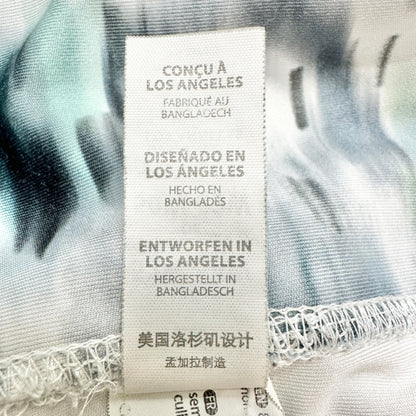 CONÇU À
LOS ANGELES
FABRIQUÉ AU
BANGLADECH
DISEÑADO EN
LOS ÁNGELES
HECHO EN
BANGLADÉS
ENTWORFEN IN
LOS ANGELES
HERGESTELLT IN
BANGLADESCH
美国洛杉矶设计
孟加拉制造